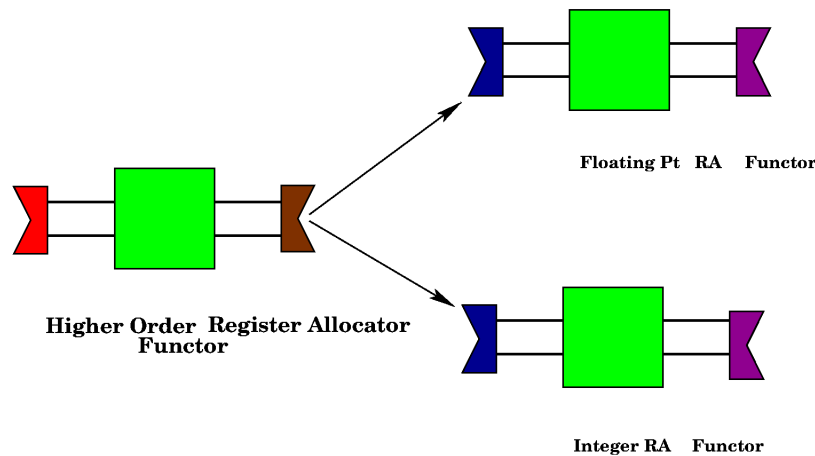 Floating Pt RA Functor
Higher Order Register Allocator
Functor
Integer RA Functor